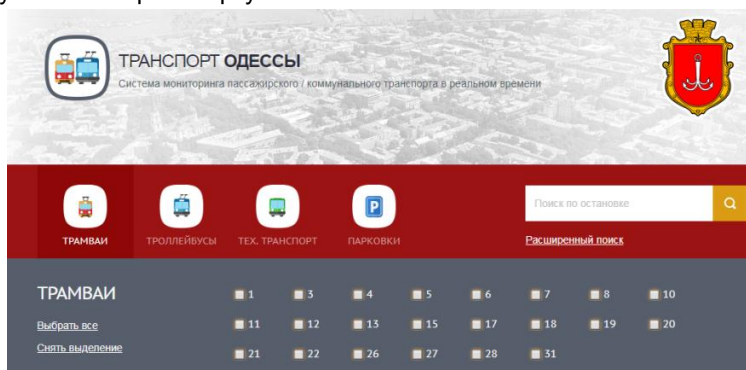 ТРАНСПОРТ ОДЕССЫ
Система мониторинга пассажирского / коммунального транспорта в реальном времени
ТРАМВАИ ТРОЛЛЕЙБУСЫ ТЕХ. ТРАНСПОРТ ПАРКОВКИ
Поиск по остановке
Расширенный поиск
ТРАМВАИ
Выбрать все
Снять выделение
1 3 4 5 6 7 8 10
11 12 13 15 17 18 19 20
21 22 26 27 28 31